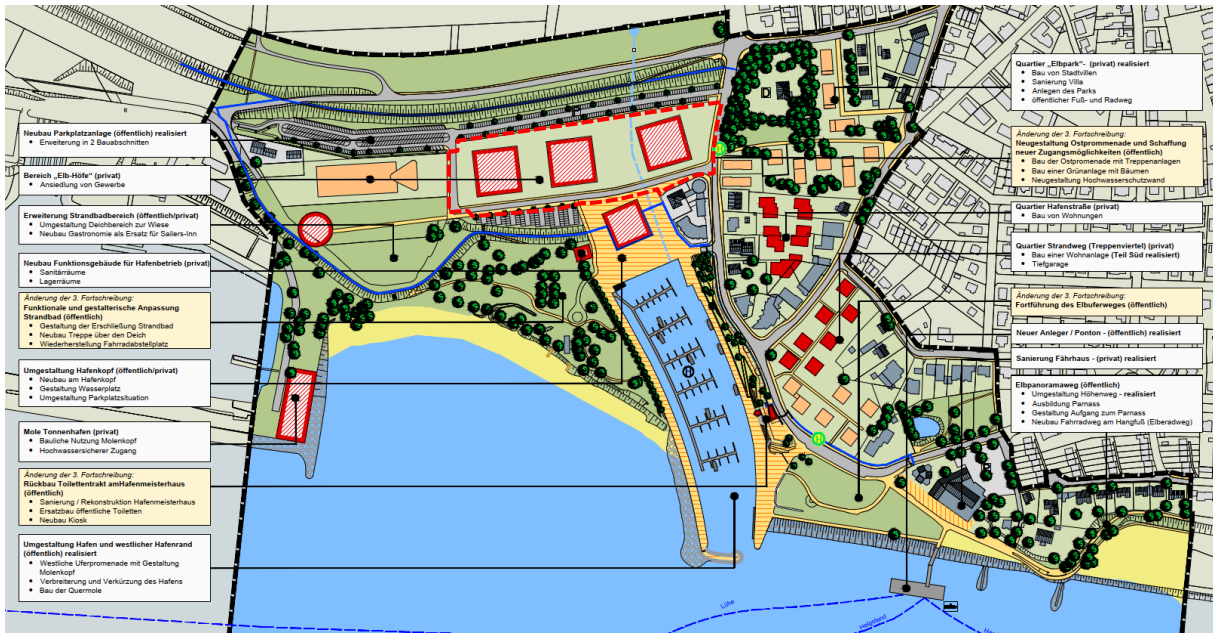 Neubau Parkplatzanlage (öffentlich) realisiert
• Erweiterung in 2 Bauabschnitten
Bereich „Elb-Höfe" (privat)
• Ansiedlung von Gewerbe
Erweiterung Strandbadbereich (öffentlich/privat)
• Umgestaltung Deichbereich zur Wiese
• Neubau Gastronomie als Ersatz für Sailers-Inn
Neubau Funktionsgebäude für Hafenbetrieb (privat)
• Sanitärräume
• Lagerräume
Änderung der 3. Fortschreibung:
Funktionale und gestalterische Anpassung
Strandbad (öffentlich)
• Gestaltung der Erschließung Strandbad
• Neubau Treppe über den Deich
• Wiederherstellung Fahrradabstellplatz
Umgestaltung Hafenkopf (öffentlich/privat)
• Neubau am Hafenkopf
• Gestaltung Wasserplatz
• Umgestaltung Parkplatzsituation
Mole Tonnenhafen (privat)
• Bauliche Nutzung Molenkopf
• Hochwassersicherer Zugang
Änderung der 3. Fortschreibung:
Rückbau Toilettentrakt amHafenmeisterhaus
(öffentlich)
• Sanierung / Rekonstruktion Hafenmeisterhaus
• Ersatzbau öffentliche Toiletten
• Neubau Kiosk
Umgestaltung Hafen und westlicher Hafenrand
(öffentlich) realisiert
• Westliche Uferpromenade mit Gestaltung
Molenkopf
• Verbreiterung und Verkürzung des Hafens
• Bau der Quermole
Quartier „Elbpark"- (privat) realisiert
• Bau von Stadtvillen
• Sanierung Villa
• Anlegen des Parks
• öffentlicher Fuß- und Radweg
Änderung der 3. Fortschreibung:
Neugestaltung Ostpromenade und Schaffung
neuer Zugangsmöglichkeiten (öffentlich)
• Bau der Ostpromenade mit Treppenanlagen
• Bau einer Grünanlage mit Bäumen
• Neugestaltung Hochwasserschutzwand
Quartier Hafenstraße (privat)
• Bau von Wohnungen
Quartier Strandweg (Treppenviertel) (privat)
• Bau einer Wohnanlage (Teil Süd realisiert)
• Tiefgarage
Änderung der 3. Fortschreibung:
Fortführung des Elbuferweges (öffentlich)
Neuer Anleger / Ponton - (öffentlich) realisiert
Sanierung Fährhaus - (privat) realisiert
Elbpanoramaweg (öffentlich)
• Umgestaltung Höhenweg - realisiert
• Ausbildung Parnass
• Gestaltung Aufgang zum Parnass
• Neubau Fahrradweg am Hangfuß (Elberadweg)
H
H
Lühe
Helgoland